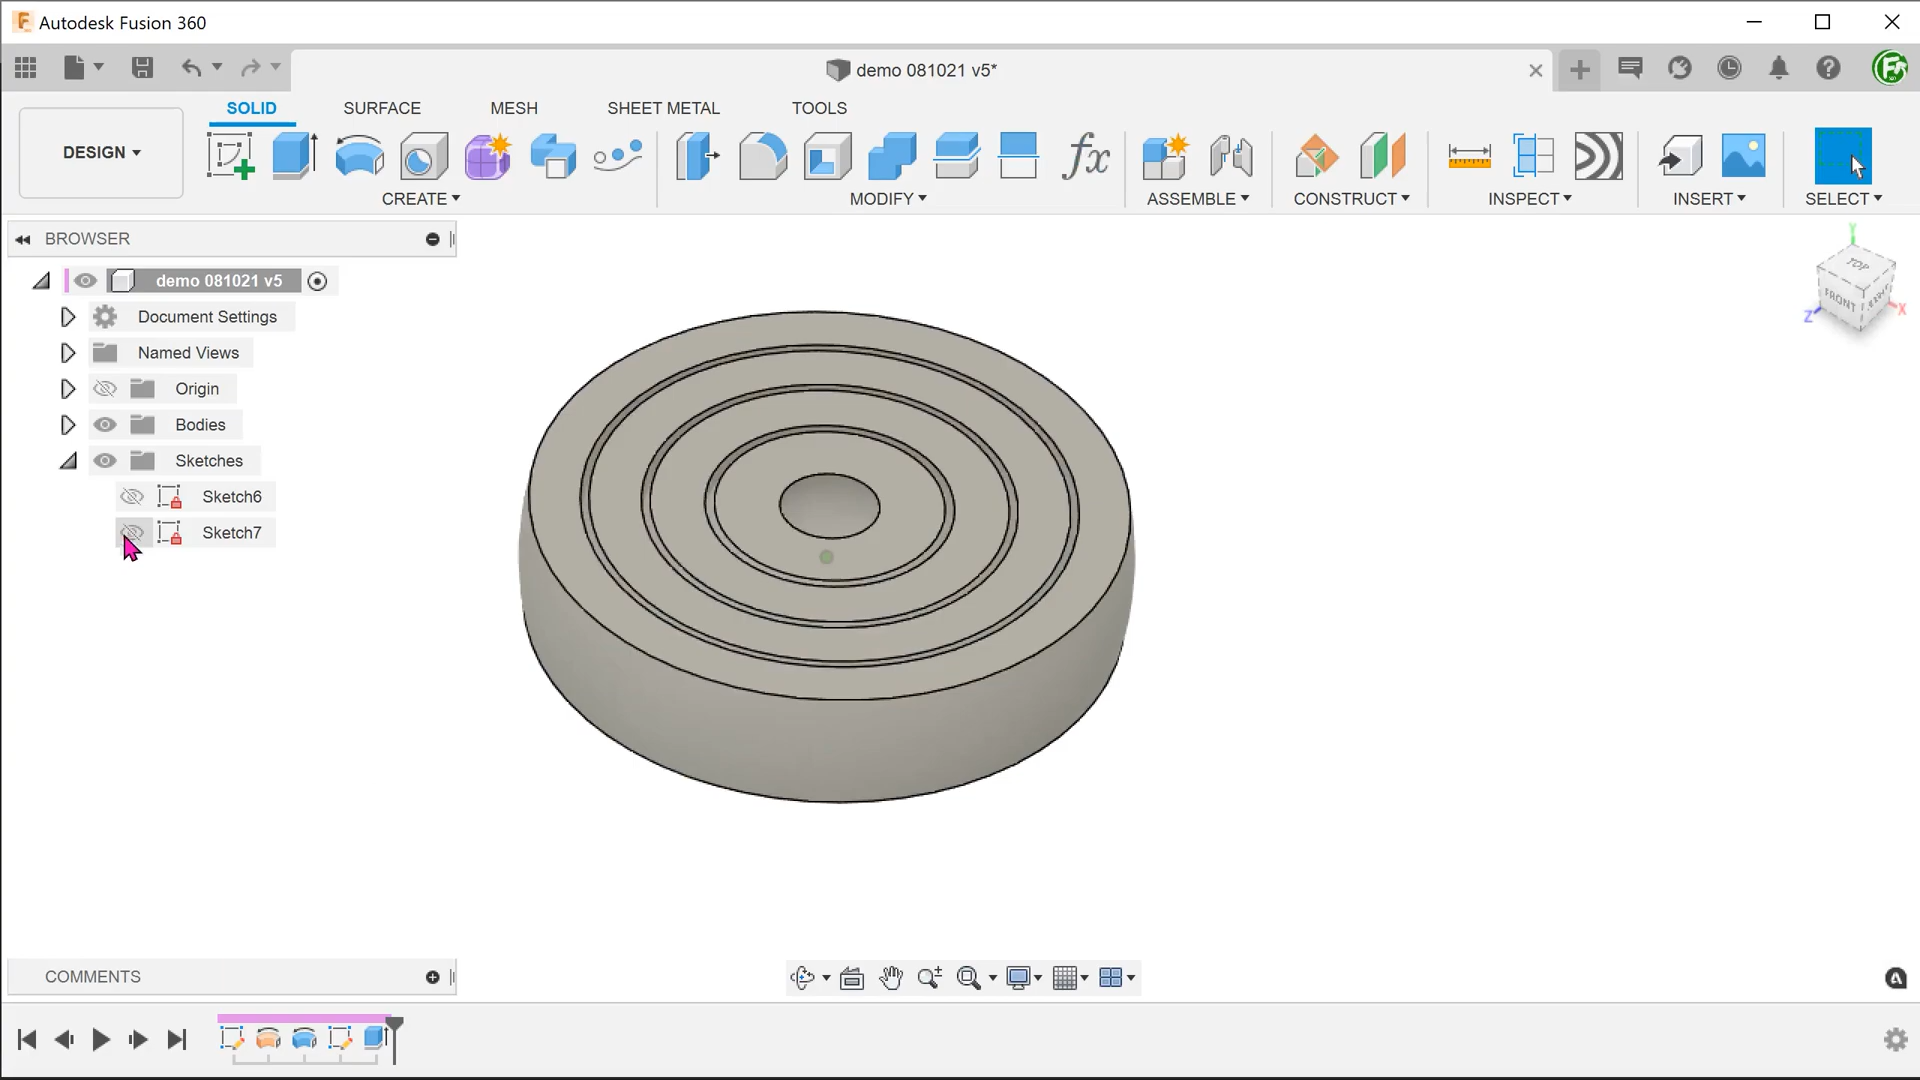 Autodesk Fusion 360
demo 081021 v5*
DESIGN
SOLID
SURFACE
MESH
SHEET METAL
TOOLS
CREATE
MODIFY
ASSEMBLE
CONSTRUCT
INSPECT
INSERT
SELECT
BROWSER
demo 081021 v5
Document Settings
Named Views
Origin
Bodies
Sketches
Sketch6
Sketch7
Y
TOP
FRONT
RIGHT
Z
X
COMMENTS